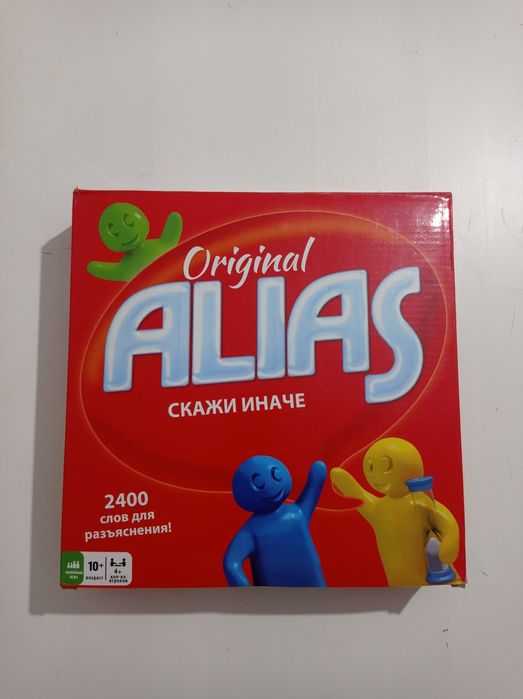 Original
ALIAS
СКАЖИ ИНАЧЕ
2400
слов для
разъяснения!
10+
возраст
4+
кол-во
игроков